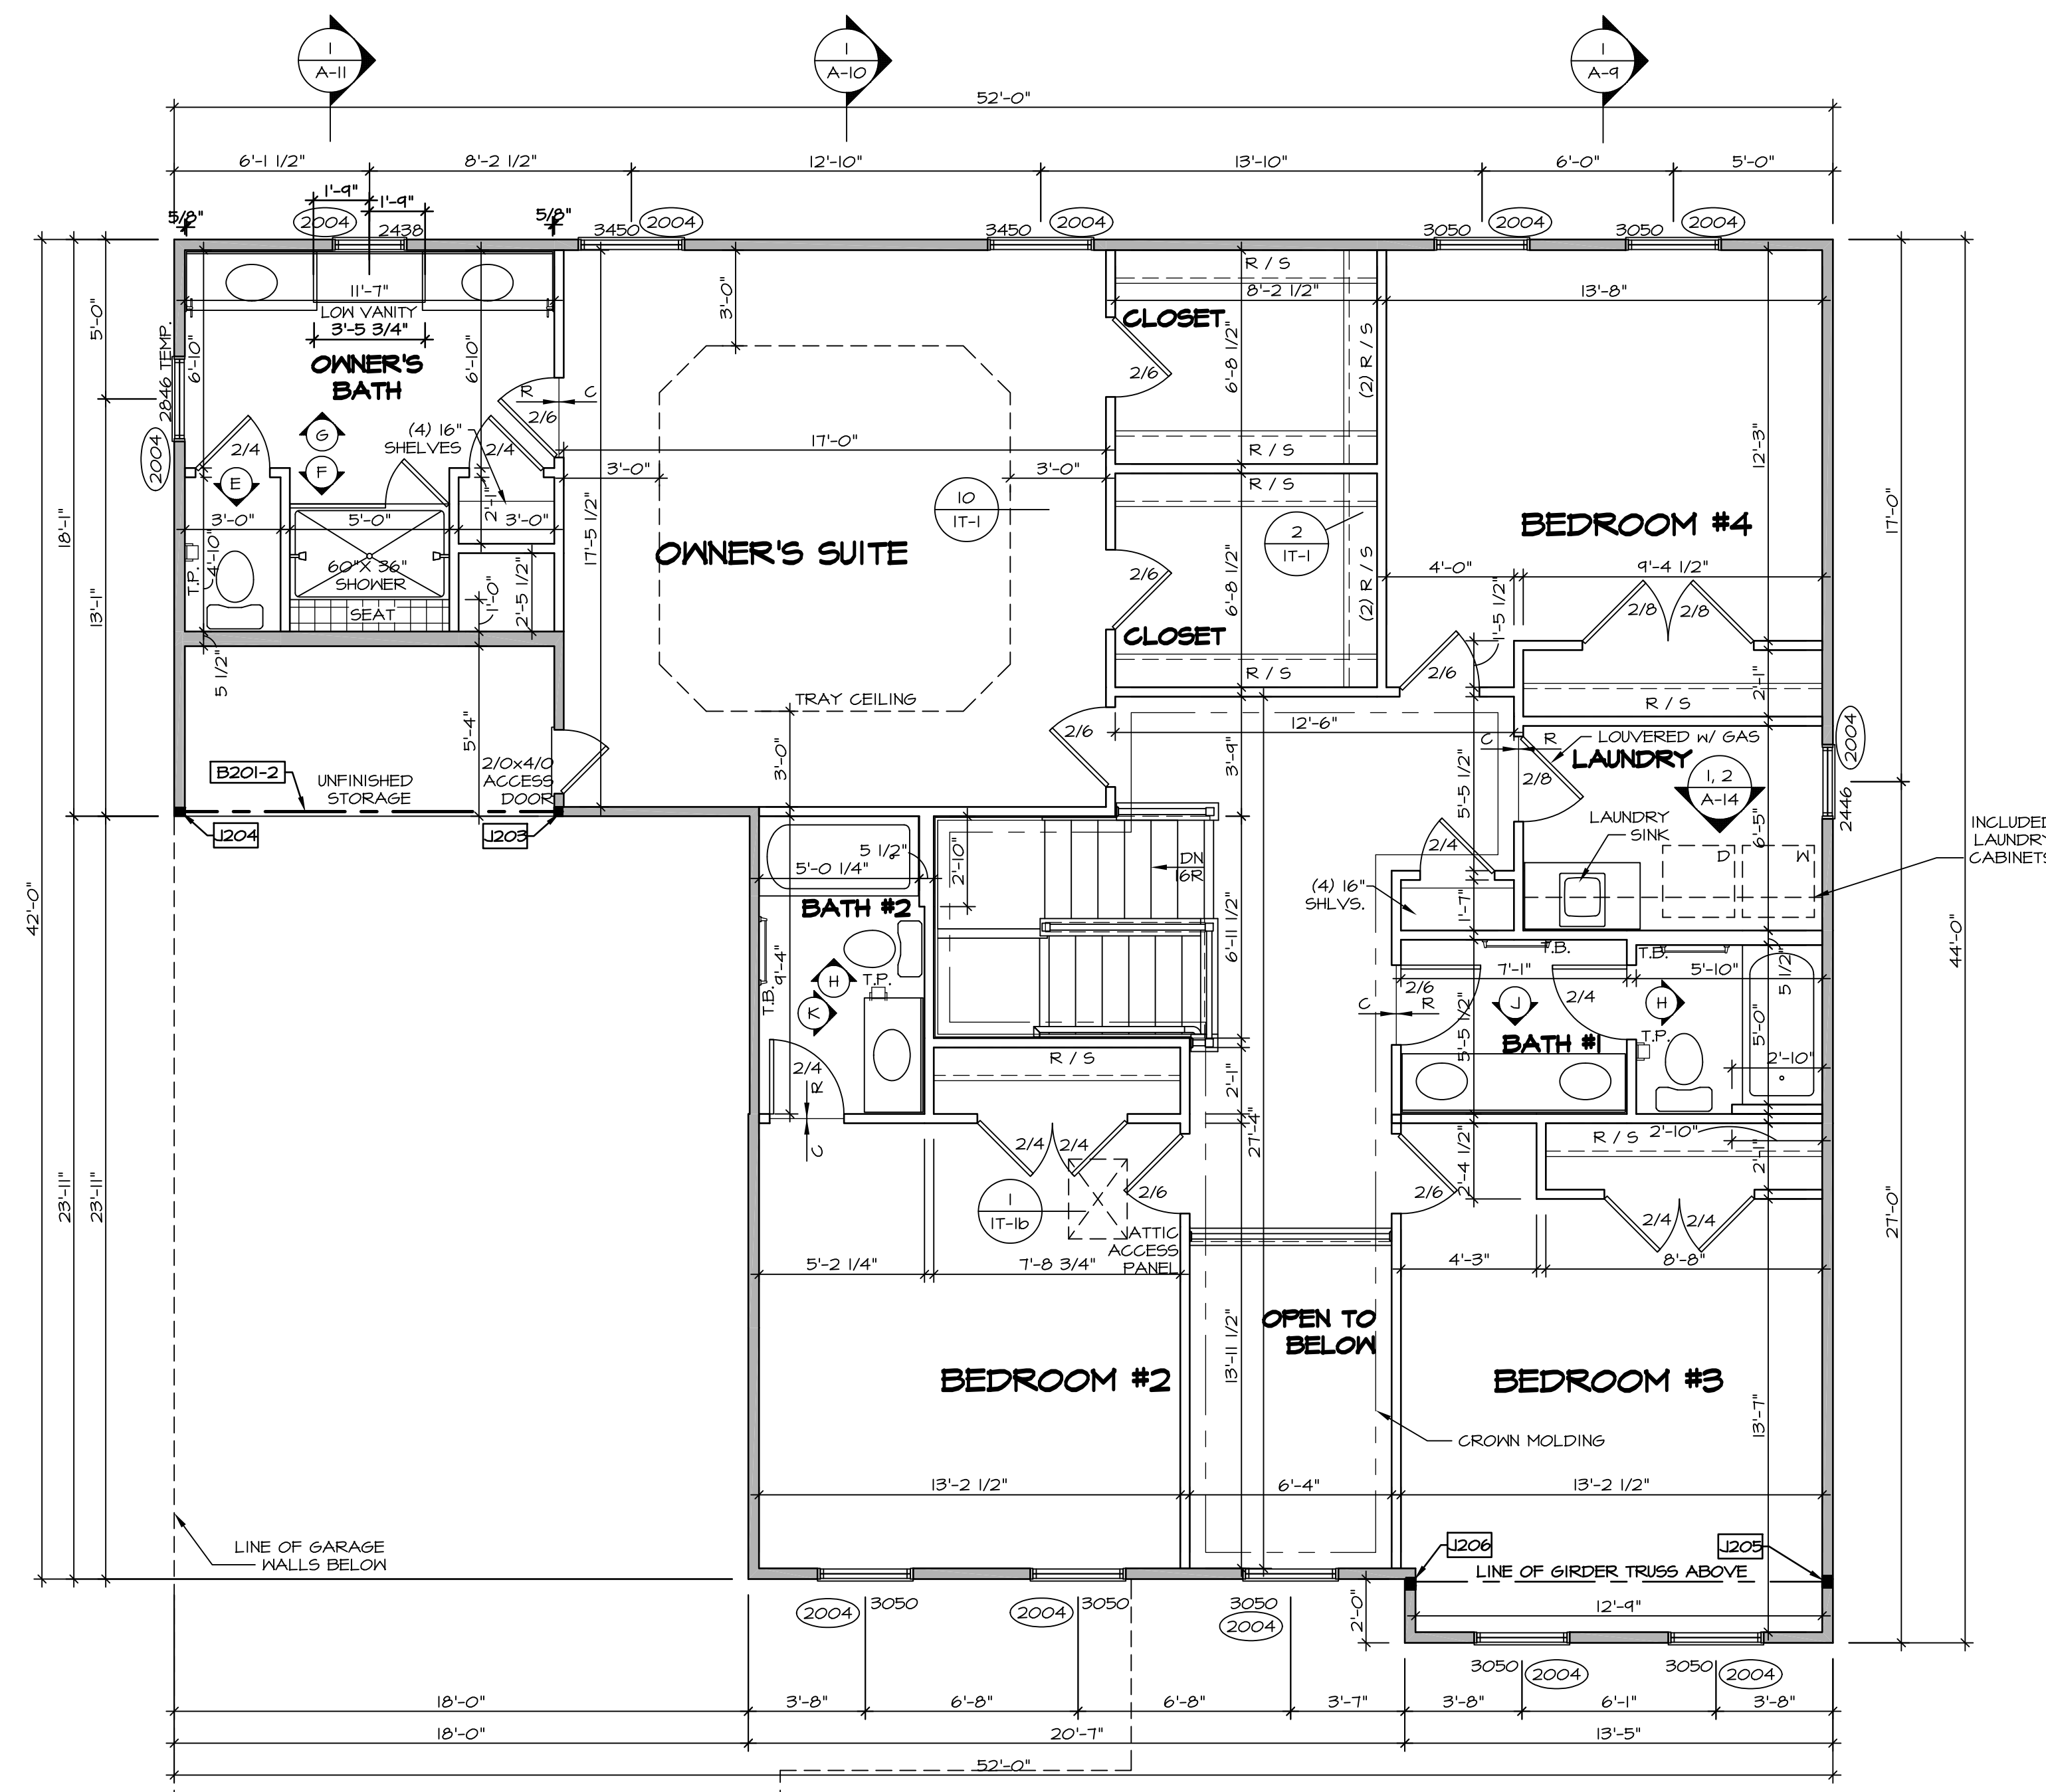 1
A-11
1
A-10
1
A-9
52'-0"
6'-1 1/2"
8'-2 1/2"
12'-10"
13'-10"
6'-0"
5'-0"
1'-9"
1'-9"
5/8"
2004
2438
5/8"
3450
2004
3450
2004
3050
2004
3050
2004
11'-7"
LOW VANITY
3'-5 3/4"
OWNER'S
BATH
6'-10"
6'-10"
5'-0"
2846 TEMP.
2004
R
C
2/6
3'-0"
R / S
8'-2 1/2"
CLOSET
6'-8 1/2"
(2) R / S
2/6
R / S
13'-8"
12'-3"
G
F
E
2/4
(4) 16"
SHELVES
2/4
17'-0"
3'-0"
3'-0"
10
IT-1
R / S
2
IT-1
BEDROOM #4
17'-0"
18'-1"
13'-1"
3'-0"
5'-0"
2'-1"
3'-0"
T.P.
4'-10"
60"X 36"
SHOWER
SEAT
1'-0"
2'-5 1/2"
17'-5 1/2"
OWNER'S SUITE
2/6
6'-8 1/2"
(2) R / S
CLOSET
R / S
4'-0"
9'-4 1/2"
1'-5 1/2"
2/8
2/8
2/6
2'-1"
R / S
5 1/2"
5'-4"
TRAY CEILING
3'-0"
2/6
12'-6"
3'-9"
C
R
LOUVERED W/ GAS
LAUNDRY
1, 2
A-14
2/8
2004
2446
B201-2
UNFINISHED
STORAGE
2/0x4/0
ACCESS
DOOR
J204
J203
5'-5 1/2"
LAUNDRY
SINK
D
W
6'-5"
INCLUDED
LAUNDRY
CABINETS
42'-0"
44'-0"
5'-0 1/4"
5 1/2"
2'-10"
DN
16R
2/4
(4) 16"
SHLVS.
1'-7"
BATH #2
6'-11 1/2"
T.B.
9'-4"
H
T.P.
K
T.B.
7'-1"
T.B.
5'-10"
5 1/2"
2/6
2/4
C
R
J
H
5'-5 1/2"
BATH #1
T.P.
5'-0"
2'-10"
2/4
R
C
R / S
2'-1"
27'-4"
2/4
2/4
1
IT-1b
2/6
ATTIC
ACCESS
PANEL
2'-4 1/2"
2/6
R / S
2'-10"
2'-1"
2/4
2/4
23'-11"
23'-11"
27'-0"
5'-2 1/4"
7'-8 3/4"
4'-3"
8'-8"
13'-11 1/2"
OPEN TO
BELOW
BEDROOM #2
BEDROOM #3
13'-7"
CROWN MOLDING
13'-2 1/2"
6'-4"
13'-2 1/2"
LINE OF GARAGE
WALLS BELOW
J206
J205
LINE OF GIRDER TRUSS ABOVE
12'-9"
2'-0"
2004
3050
2004
3050
3050
2004
3050
2004
3050
2004
18'-0"
3'-8"
6'-8"
6'-8"
3'-7"
3'-8"
6'-1"
3'-8"
18'-0"
20'-7"
13'-5"
52'-0"